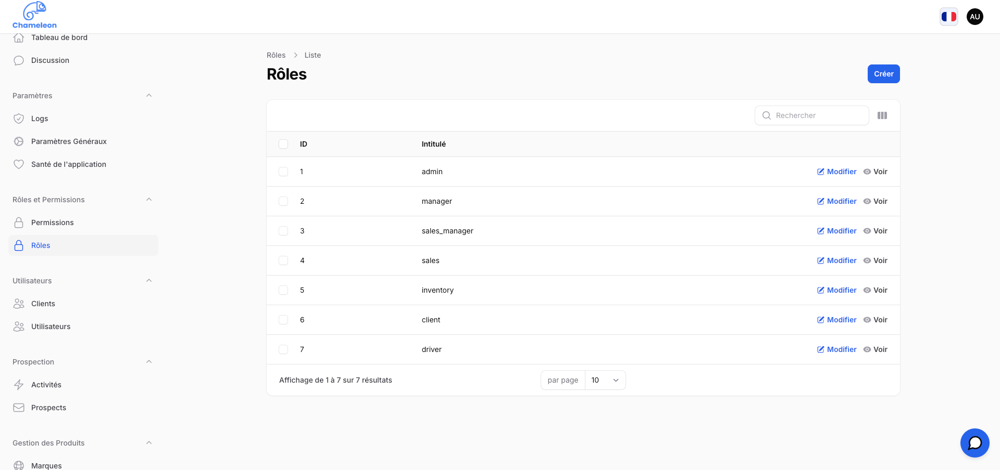 Chameleon
AU
Tableau de bord
Discussion
Paramètres
Logs
Paramètres Généraux
Santé de l'application
Rôles et Permissions
Permissions
Rôles
Utilisateurs
Clients
Utilisateurs
Prospection
Activités
Prospects
Gestion des Produits
Marques
Rôles Liste
Rôles
Créer
Rechercher
ID Intitulé
1 admin Modifier Voir
2 manager Modifier Voir
3 sales_manager Modifier Voir
4 sales Modifier Voir
5 inventory Modifier Voir
6 client Modifier Voir
7 driver Modifier Voir
Affichage de 1 à 7 sur 7 résultats par page 10